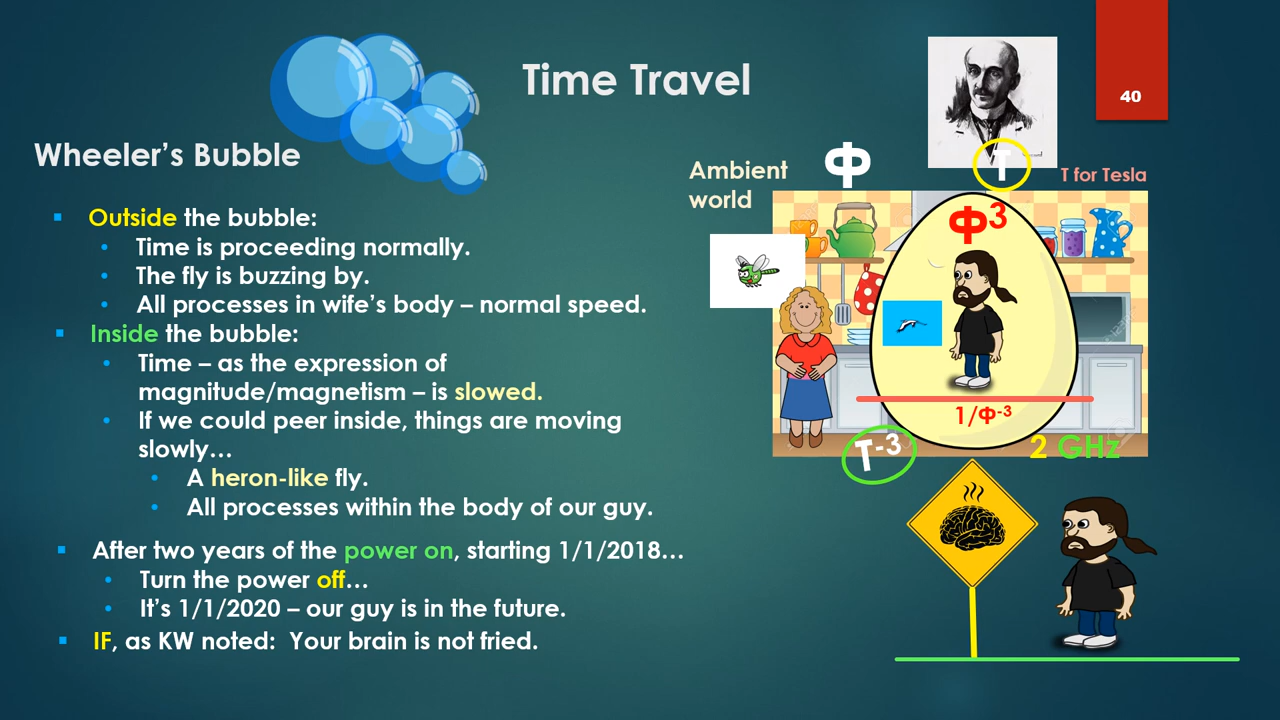 Time Travel
40
Wheeler's Bubble
Outside the bubble:
Time is proceeding normally.
The fly is buzzing by.
All processes in wife's body – normal speed.
Inside the bubble:
Time – as the expression of
magnitude/magnetism – is slowed.
If we could peer inside, things are moving
slowly…
A heron-like fly.
All processes within the body of our guy.
After two years of the power on, starting 1/1/2018…
Turn the power off…
It's 1/1/2020 – our guy is in the future.
IF, as KW noted:  Your brain is not fried.
Ambient
world
Φ
T
T for Tesla
Φ³
1/Φ⁻³
T⁻³
2 GHz